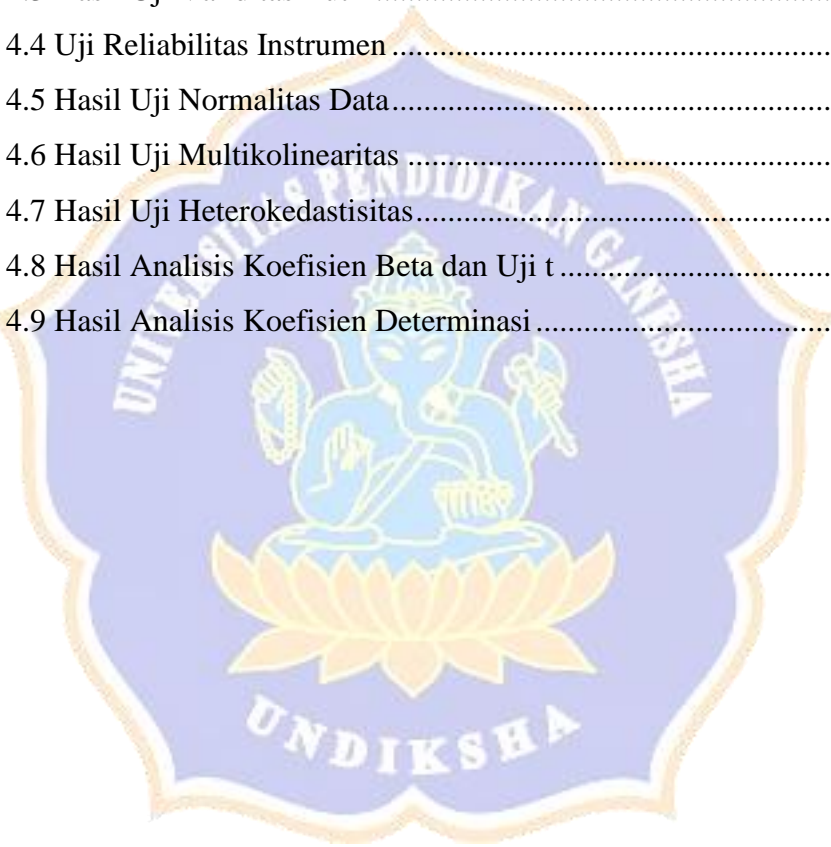 4.4 Uji Reliabilitas Instrumen ....................................................................
4.5 Hasil Uji Normalitas Data ....................................................................
4.6 Hasil Uji Multikolinearitas ..................................................................
4.7 Hasil Uji Heterokedastisitas ................................................................
4.8 Hasil Analisis Koefisien Beta dan Uji t .............................................
4.9 Hasil Analisis Koefisien Determinasi ................................................
UNIVERSITAS PENDIDIKAN GANESHA
UNDIKSHA